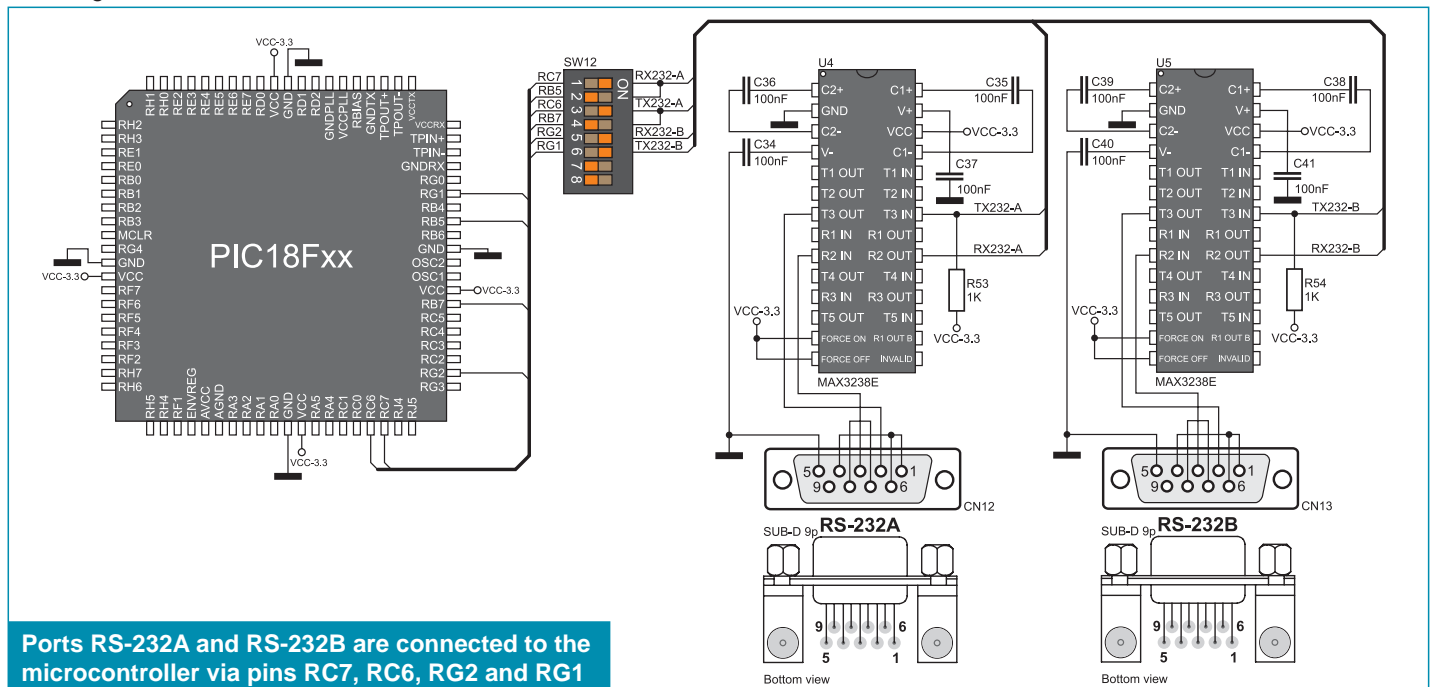 VCC-3.3
RH1
RH0
RE2
RE3
RE4
RE5
RE6
RE7
RD0
VCC
GND
RD1
RD2
GNDPLL
VCCPLL
RBIAS
GNDTX
TPOUT+
TPOUT-
VCCTX
RH2
RH3
RE1
RE0
RB0
RB1
RB2
RB3
MCLR
RG4
GND
VCC
RF7
RF6
RF5
RF4
RF3
RF2
RH7
RH6
VCC-3.3
PIC18Fxx
VCCRX
TPIN+
TPIN-
GNDRX
RG0
RG1
RB4
RB5
RB6
GND
OSC2
OSC1
VCC
RB7
RC5
RC4
RC3
RC2
RG2
RG3
VCC-3.3
RH5
RH4
RF1
ENVREG
AVCC
AGND
RA3
RA2
RA1
RA0
GND
VCC
RA5
RA4
RC1
RC0
RC6
RC7
RJ4
RJ5
VCC-3.3
SW12
RC7
RB5
RC6
RB7
RG2
RG1
1
2
3
4
5
6
7
8
ON
RX232-A
TX232-A
RX232-B
TX232-B
U4
C36
100nF
C34
100nF
C35
100nF
C37
100nF
C2+
GND
C2-
V-
T1 OUT
T2 OUT
T3 OUT
R1 IN
R2 IN
T4 OUT
R3 IN
T5 OUT
FORCE ON
FORCE OFF
C1+
V+
VCC
C1-
T1 IN
T2 IN
T3 IN
R1 OUT
R2 OUT
T4 IN
R3 OUT
T5 IN
R1 OUT B
INVALID
VCC-3.3
TX232-A
RX232-A
R53
1K
VCC-3.3
VCC-3.3
MAX3238E
5
1
9
6
CN12
RS-232A
SUB-D 9p
9
6
5
1
Bottom view
U5
C39
100nF
C40
100nF
C38
100nF
C41
100nF
C2+
GND
C2-
V-
T1 OUT
T2 OUT
T3 OUT
R1 IN
R2 IN
T4 OUT
R3 IN
T5 OUT
FORCE ON
FORCE OFF
C1+
V+
VCC
C1-
T1 IN
T2 IN
T3 IN
R1 OUT
R2 OUT
T4 IN
R3 OUT
T5 IN
R1 OUT B
INVALID
VCC-3.3
TX232-B
RX232-B
R54
1K
VCC-3.3
VCC-3.3
MAX3238E
5
1
9
6
CN13
RS-232B
SUB-D 9p
9
6
5
1
Bottom view
Ports RS-232A and RS-232B are connected to the
microcontroller via pins RC7, RC6, RG2 and RG1